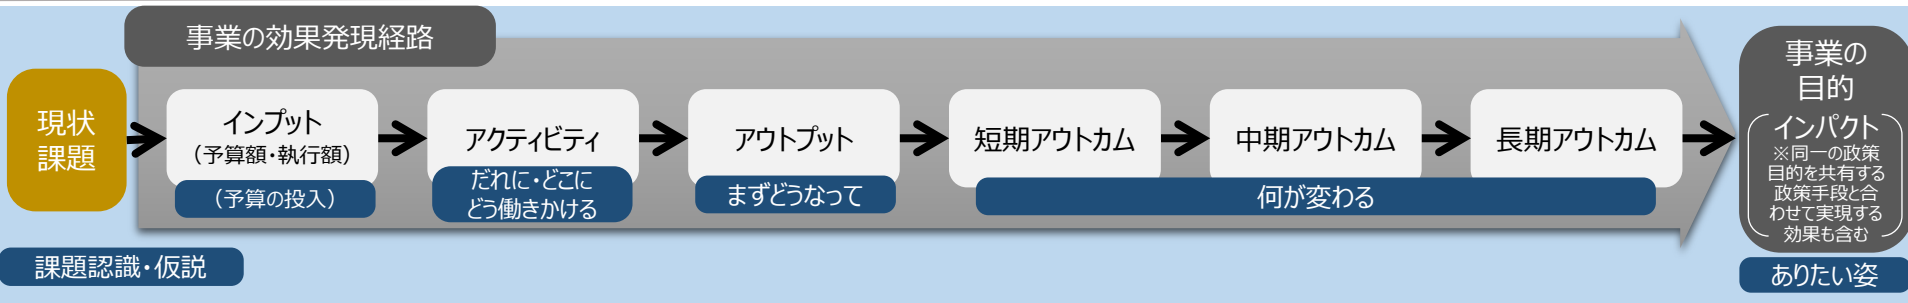 事業の効果発現経路
現状
課題
インプット
（予算額・執行額）
（予算の投入）
アクティビティ
だれに・どこに
どう働きかける
アウトプット
まずどうなって
短期アウトカム
中期アウトカム
長期アウトカム
何が変わる
事業の
目的
インパクト
※同一の政策
目的を共有する
政策手段と合
わせて実現する
効果も含む
課題認識・仮説
ありたい姿